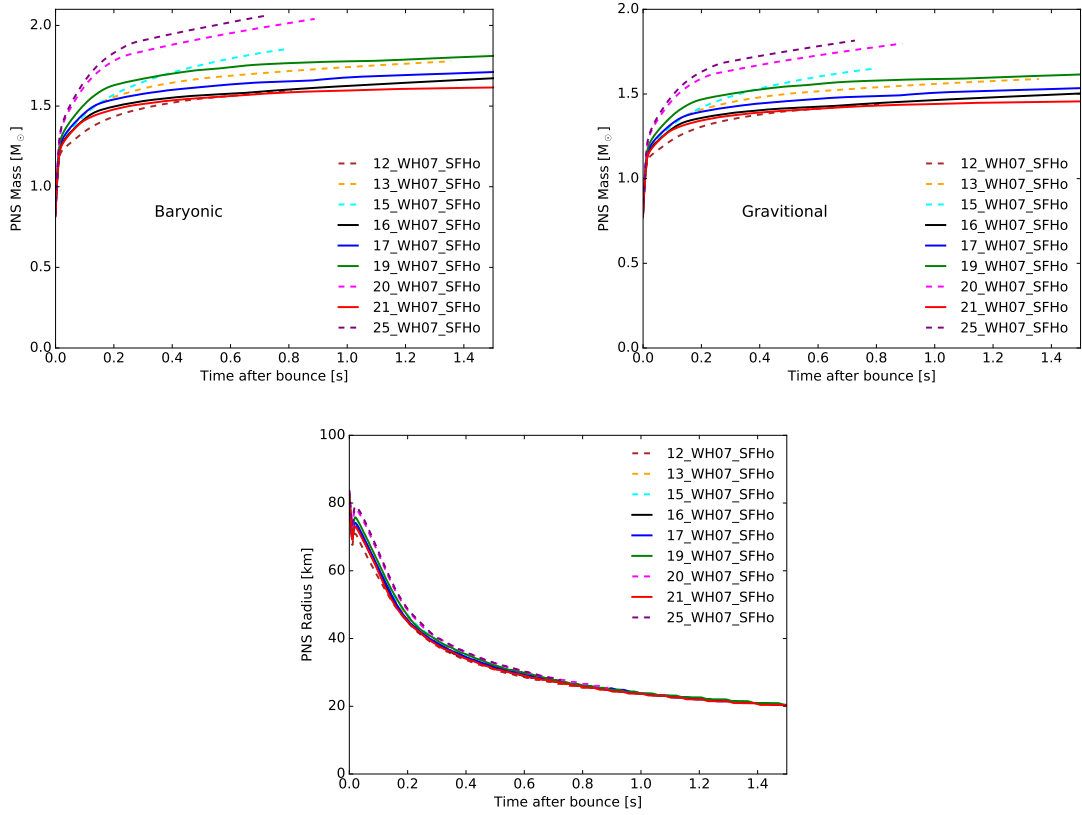 2.0
1.5
1.0
0.5
0.0
PNS Mass [M☉]
Baryonic
12_WH07_SFHo
13_WH07_SFHo
15_WH07_SFHo
16_WH07_SFHo
17_WH07_SFHo
19_WH07_SFHo
20_WH07_SFHo
21_WH07_SFHo
25_WH07_SFHo
0.0 0.2 0.4 0.6 0.8 1.0 1.2 1.4
Time after bounce [s]
2.0
1.5
1.0
0.5
0.0
PNS Mass [M☉]
Gravitional
12_WH07_SFHo
13_WH07_SFHo
15_WH07_SFHo
16_WH07_SFHo
17_WH07_SFHo
19_WH07_SFHo
20_WH07_SFHo
21_WH07_SFHo
25_WH07_SFHo
0.0 0.2 0.4 0.6 0.8 1.0 1.2 1.4
Time after bounce [s]
100
80
60
40
20
0
PNS Radius [km]
12_WH07_SFHo
13_WH07_SFHo
15_WH07_SFHo
16_WH07_SFHo
17_WH07_SFHo
19_WH07_SFHo
20_WH07_SFHo
21_WH07_SFHo
25_WH07_SFHo
0.0 0.2 0.4 0.6 0.8 1.0 1.2 1.4
Time after bounce [s]